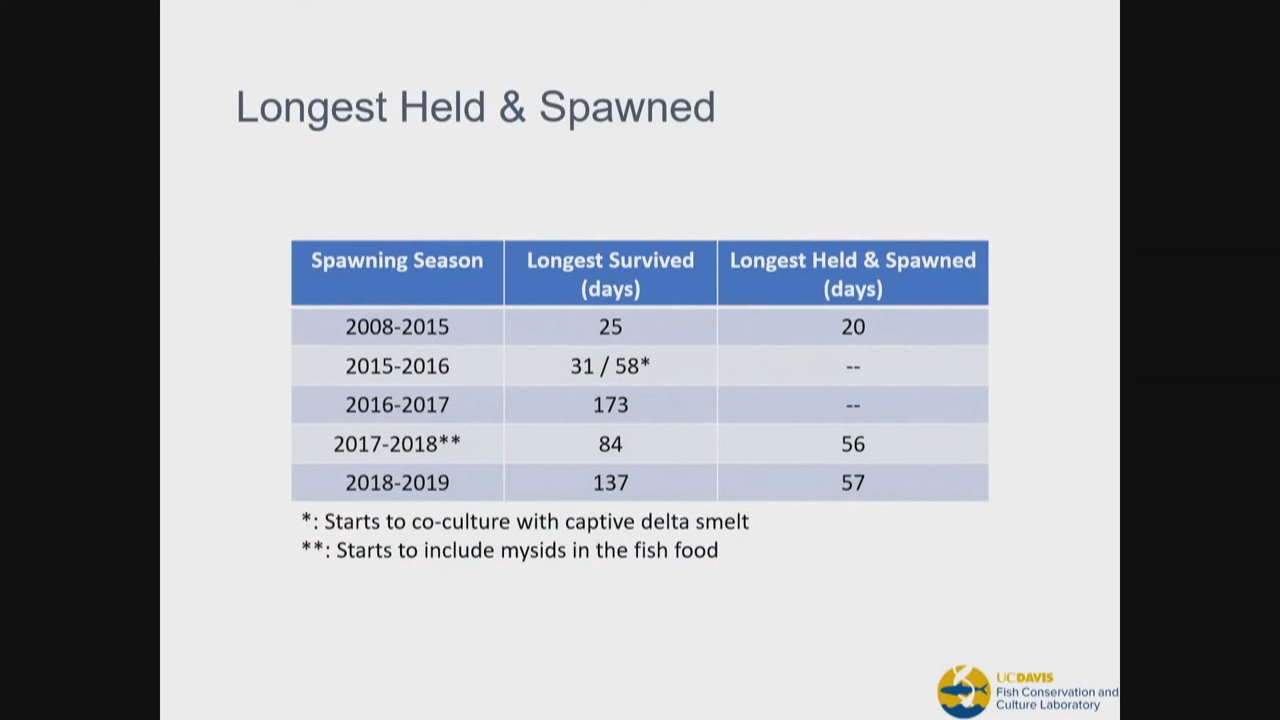 Longest Held & Spawned
Spawning Season
Longest Survived
(days)
Longest Held & Spawned
(days)
2008-2015 25 20
2015-2016 31 / 58* --
2016-2017 173 --
2017-2018** 84 56
2018-2019 137 57
*: Starts to co-culture with captive delta smelt
**: Starts to include mysids in the fish food
UCDAVIS
Fish Conservation and
Culture Laboratory